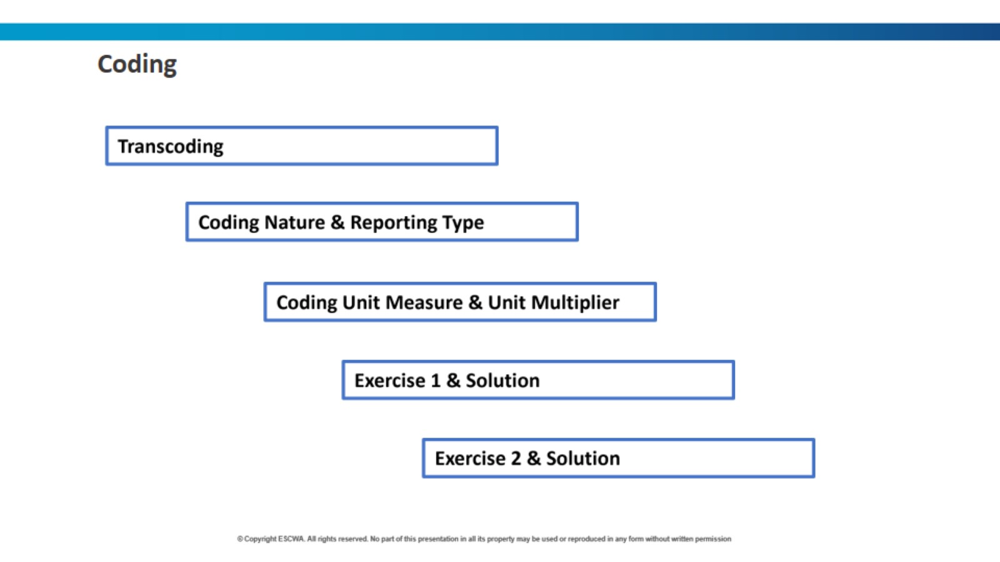 Coding
Transcoding
Coding Nature & Reporting Type
Coding Unit Measure & Unit Multiplier
Exercise 1 & Solution
Exercise 2 & Solution
© Copyright ESCWA. All rights reserved. No part of this presentation in all its property may be used or reproduced in any form without written permission